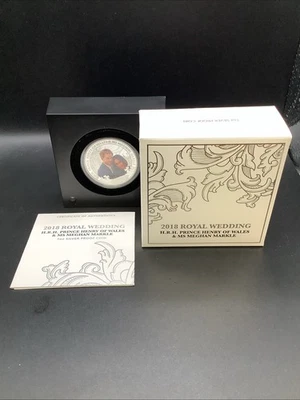 CERTIFICATE OF AUTHENTICITY
2018 ROYAL WEDDING
H.R.H. PRINCE HENRY OF WALES
& MS MEGHAN MARKLE
2018 ROYAL WEDDING
H.R.H. PRINCE HENRY OF WALES
& MS MEGHAN MARKLE